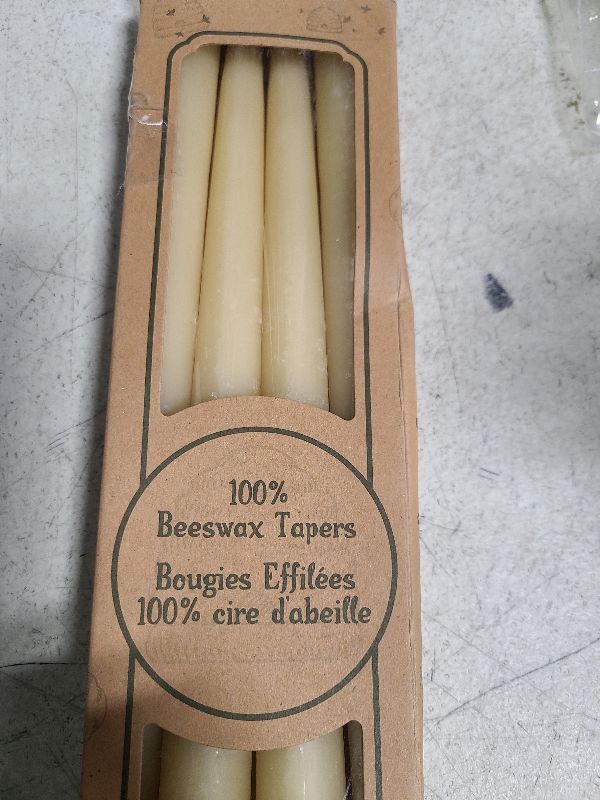 100%
Beeswax Tapers
Bougies Effilées
100% cire d'abeille